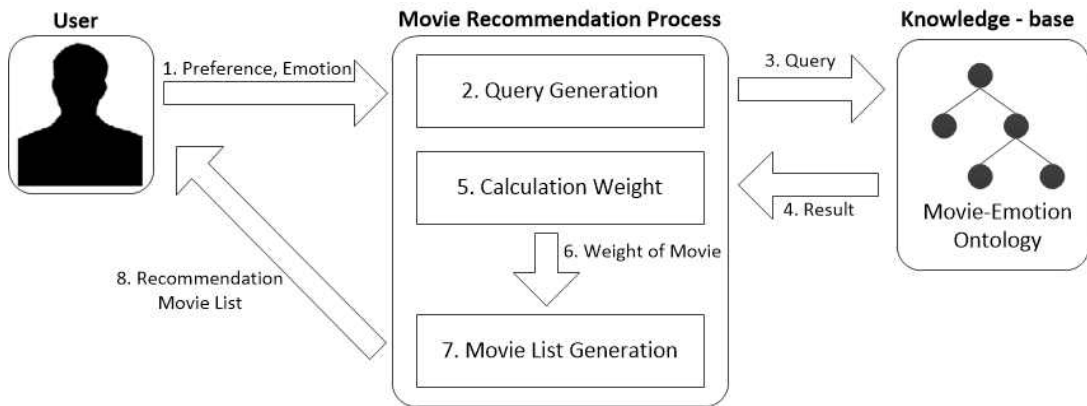 User
Movie Recommendation Process
Knowledge - base
1. Preference, Emotion
2. Query Generation
3. Query
5. Calculation Weight
4. Result
Movie-Emotion
Ontology
6. Weight of Movie
8. Recommendation
Movie List
7. Movie List Generation